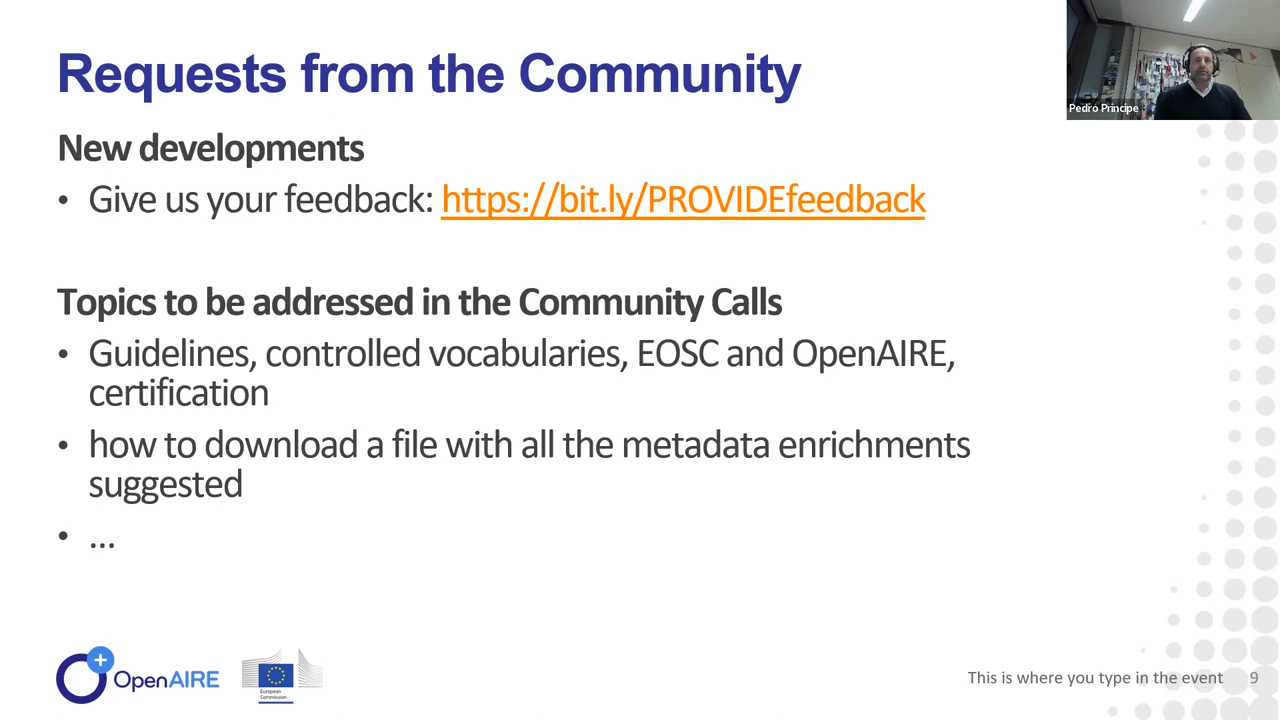 Requests from the Community
Pedro Principe
New developments
• Give us your feedback: https://bit.ly/PROVIDEfeedback
Topics to be addressed in the Community Calls
• Guidelines, controlled vocabularies, EOSC and OpenAIRE,
certification
• how to download a file with all the metadata enrichments
suggested
• ...
OpenAIRE
European
Commission
This is where you type in the event 9